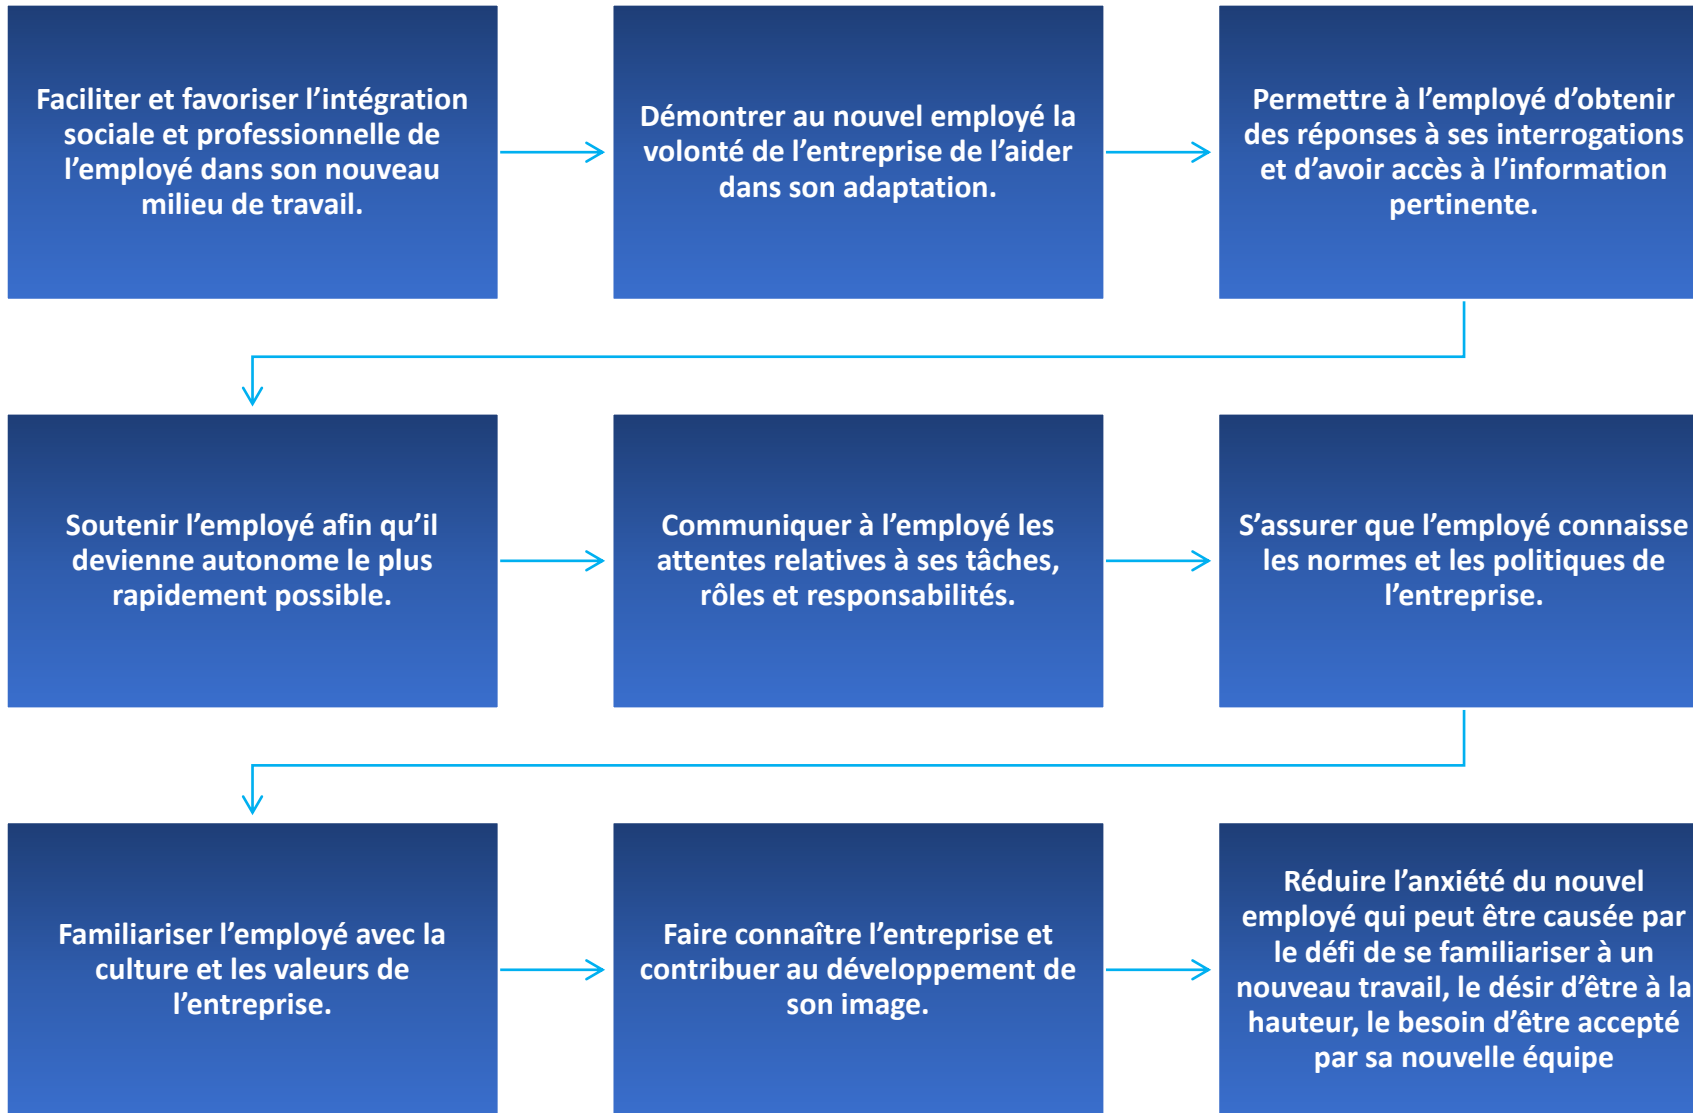 Faciliter et favoriser l’intégration
sociale et professionnelle de
l’employé dans son nouveau
milieu de travail.
Démontrer au nouvel employé la
volonté de l’entreprise de l’aider
dans son adaptation.
Permettre à l’employé d’obtenir
des réponses à ses interrogations
et d’avoir accès à l’information
pertinente.
Soutenir l’employé afin qu’il
devienne autonome le plus
rapidement possible.
Communiquer à l’employé les
attentes relatives à ses tâches,
rôles et responsabilités.
S’assurer que l’employé connaisse
les normes et les politiques de
l’entreprise.
Familiariser l’employé avec la
culture et les valeurs de
l’entreprise.
Faire connaître l’entreprise et
contribuer au développement de
son image.
Réduire l’anxiété du nouvel
employé qui peut être causée par
le défi de se familiariser à un
nouveau travail, le désir d’être à la
hauteur, le besoin d’être accepté
par sa nouvelle équipe